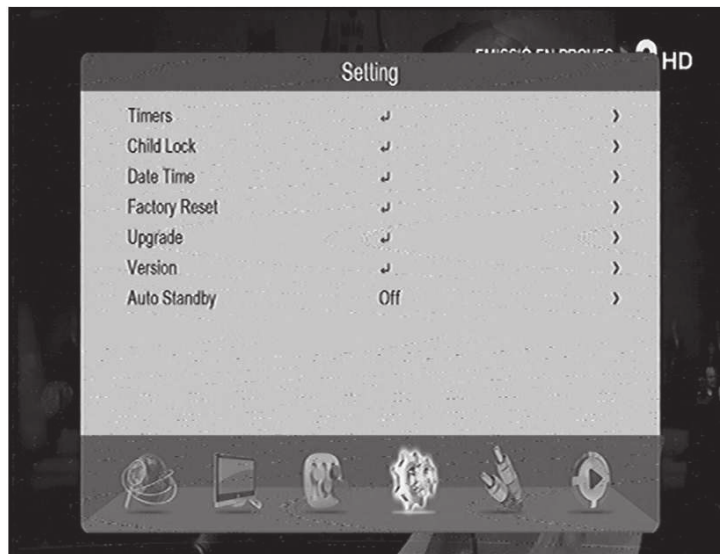 HD
Setting
Timers ↲ ❯
Child Lock ↲ ❯
Date Time ↲ ❯
Factory Reset ↲ ❯
Upgrade ↲ ❯
Version ↲ ❯
Auto Standby Off ❯